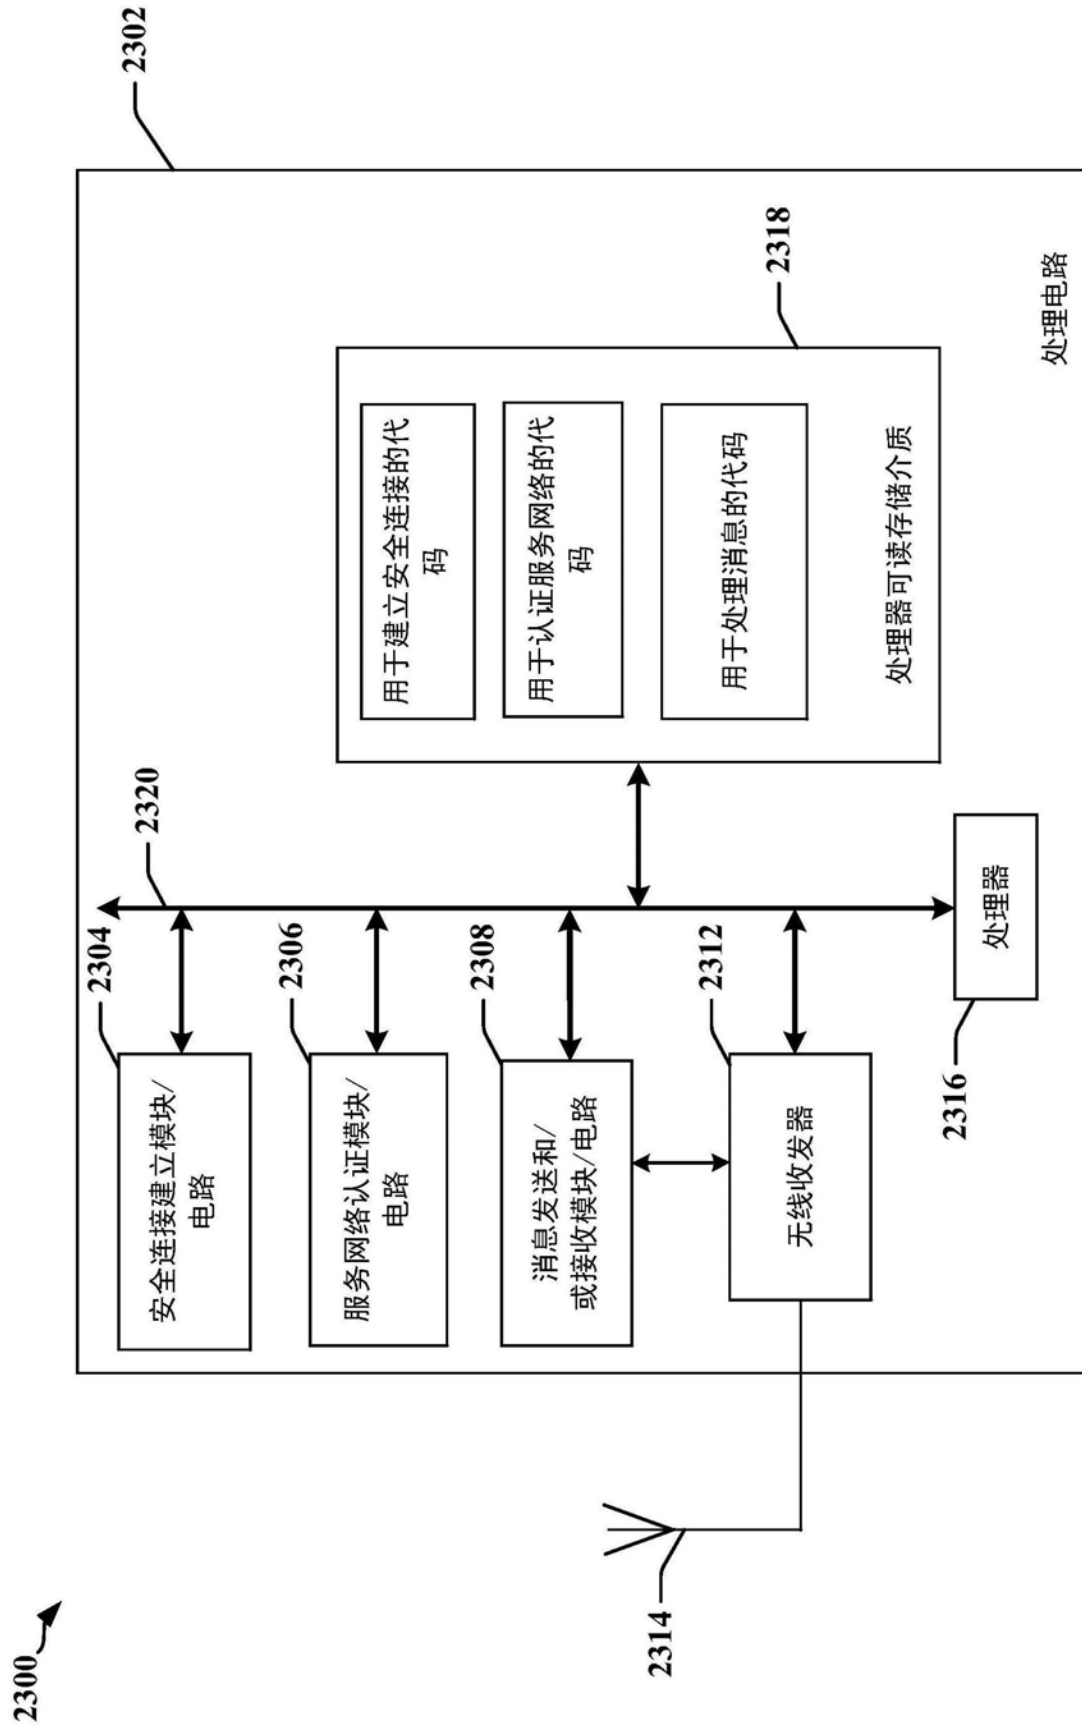 2300
2302
2304
安全连接建立模块/
电路
2306
服务网络认证模块/
电路
2308
消息发送和/
或接收模块/电路
2312
无线收发器
2314
2316
处理器
2320
2318
用于建立安全连接的代
码
用于认证服务网络的代
码
用于处理消息的代码
处理器可读存储介质
处理电路